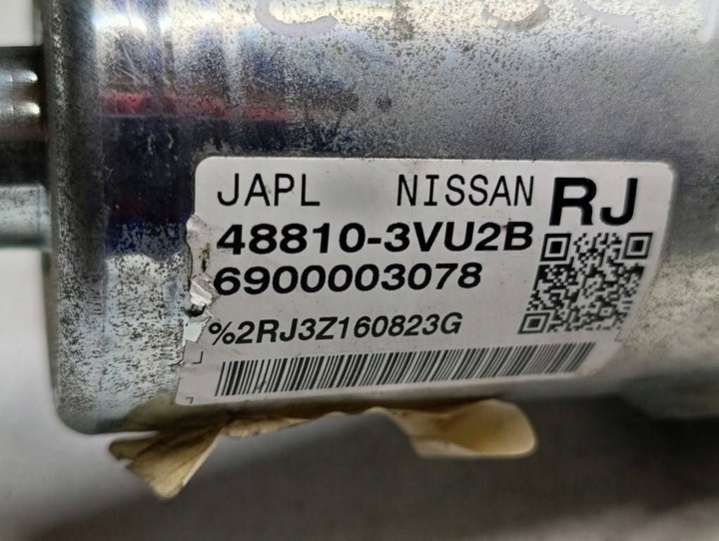 JAPL NISSAN RJ
48810-3VU2B
6900003078
%2RJ3Z160823G